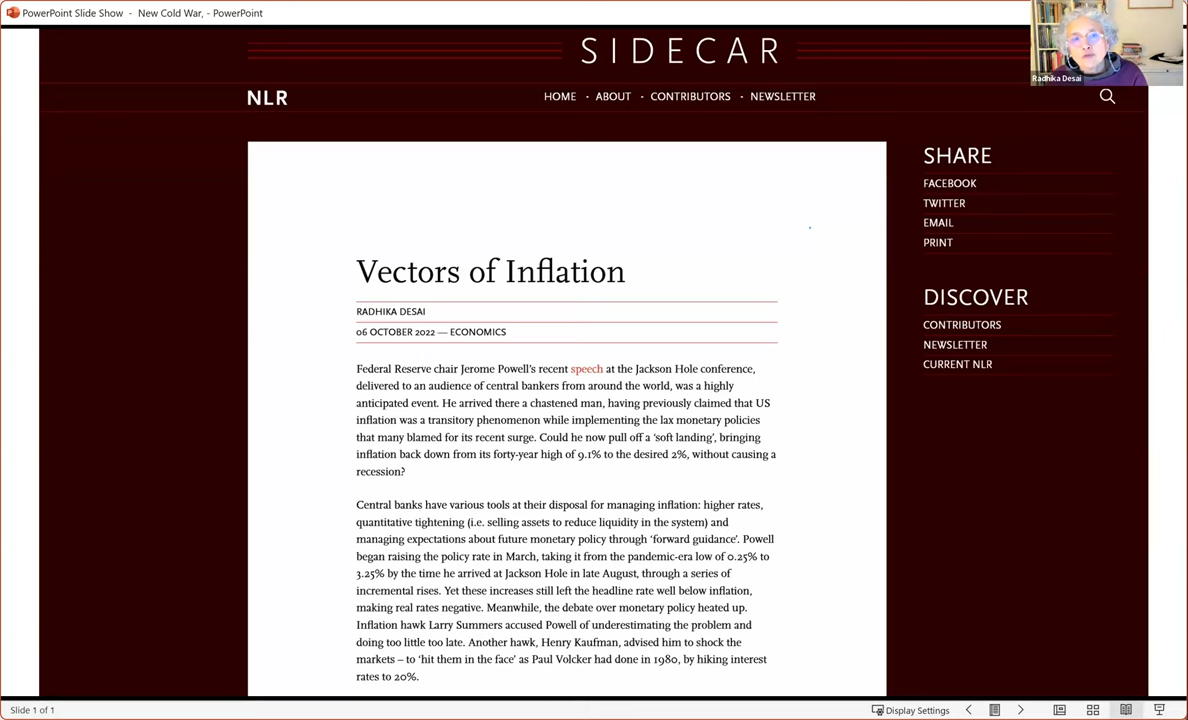 PowerPoint Slide Show - New Cold War, - PowerPoint
SIDECAR
Radhika Desai
NLR
HOME · ABOUT · CONTRIBUTORS · NEWSLETTER
Vectors of Inflation
RADHIKA DESAI
06 OCTOBER 2022 — ECONOMICS
Federal Reserve chair Jerome Powell's recent speech at the Jackson Hole conference,
delivered to an audience of central bankers from around the world, was a highly
anticipated event. He arrived there a chastened man, having previously claimed that US
inflation was a transitory phenomenon while implementing the lax monetary policies
that many blamed for its recent surge. Could he now pull off a ‘soft landing’, bringing
inflation back down from its forty-year high of 9.1% to the desired 2%, without causing a
recession?
Central banks have various tools at their disposal for managing inflation: higher rates,
quantitative tightening (i.e. selling assets to reduce liquidity in the system) and
managing expectations about future monetary policy through ‘forward guidance’. Powell
began raising the policy rate in March, taking it from the pandemic-era low of 0.25% to
3.25% by the time he arrived at Jackson Hole in late August, through a series of
incremental rises. Yet these increases still left the headline rate well below inflation,
making real rates negative. Meanwhile, the debate over monetary policy heated up.
Inflation hawk Larry Summers accused Powell of underestimating the problem and
doing too little too late. Another hawk, Henry Kaufman, advised him to shock the
markets – to ‘hit them in the face’ as Paul Volcker had done in 1980, by hiking interest
rates to 20%.
SHARE
FACEBOOK
TWITTER
EMAIL
PRINT
DISCOVER
CONTRIBUTORS
NEWSLETTER
CURRENT NLR
Slide 1 of 1
Display Settings